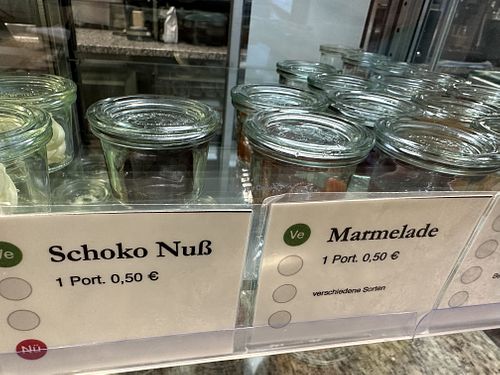 Ve
Schoko Nuß
1 Port. 0,50 €
Nü
Ve
Marmelade
1 Port. 0,50 €
verschiedene Sorten